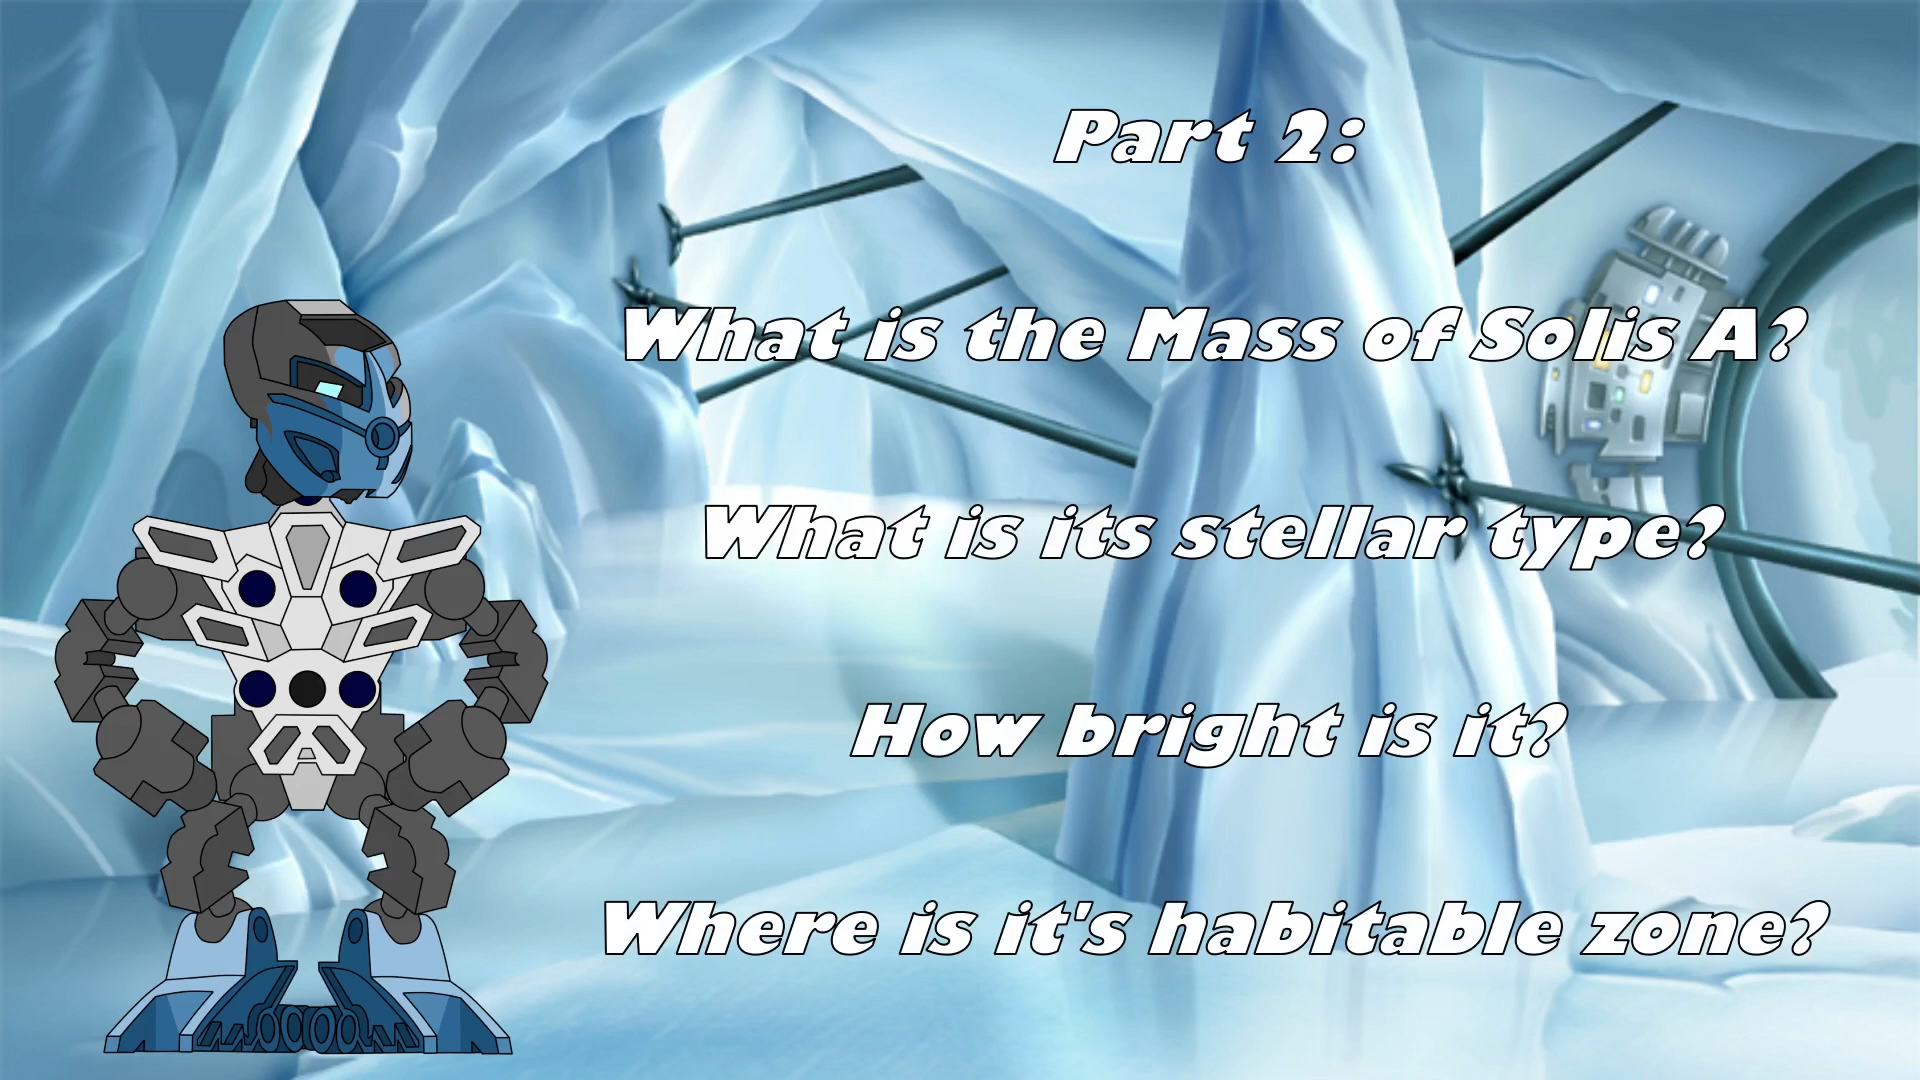 Part 2:
What is the Mass of Solis A?
What is its stellar type?
How bright is it?
Where is it's habitable zone?